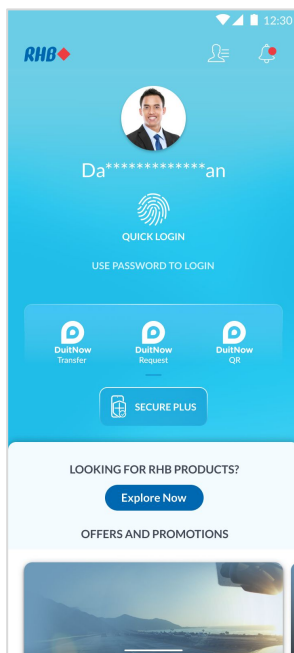 12:30
RHB
Da*************an
QUICK LOGIN
USE PASSWORD TO LOGIN
DuitNow DuitNow DuitNow
Transfer Request QR
SECURE PLUS
LOOKING FOR RHB PRODUCTS?
Explore Now
OFFERS AND PROMOTIONS